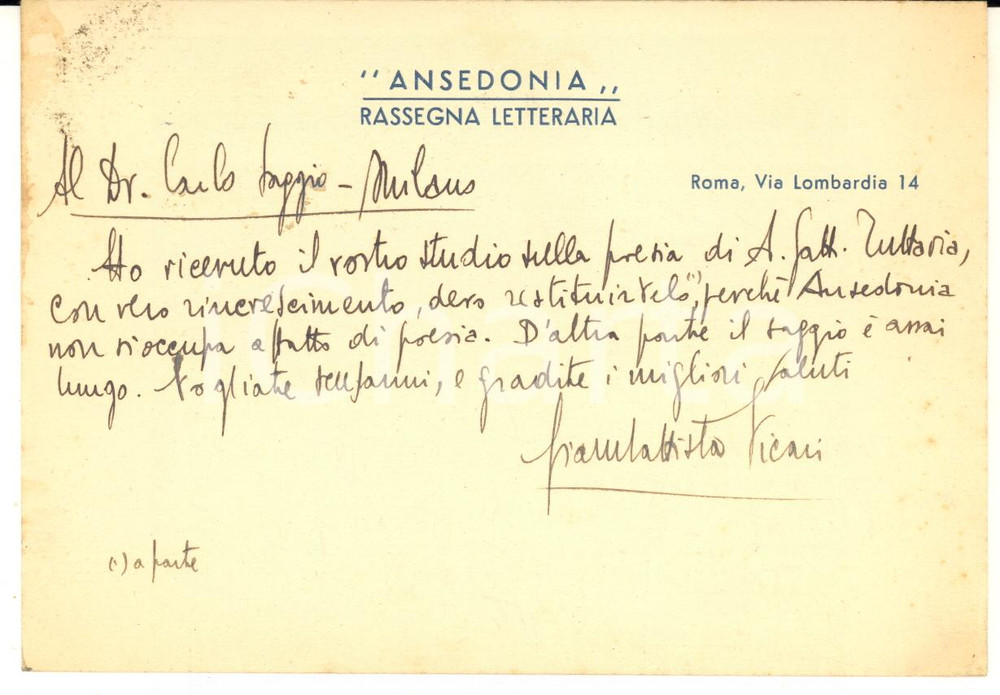 "ANSEDONIA"
RASSEGNA LETTERARIA
Roma, Via Lombardia 14
Al Dr. Carlo Saggio - Milano
Ho ricevuto il vostro studio sulla poesia di A. Gatt. Tuttavia,
con vero rincrescimento, devo restituirvelo (1), perché Ansedonia
non si occupa affatto di poesia. D'altra parte il saggio è assai
lungo. Vogliate scusarmi, e gradite i migliori saluti
Giambattista Vicari
(1) a parte